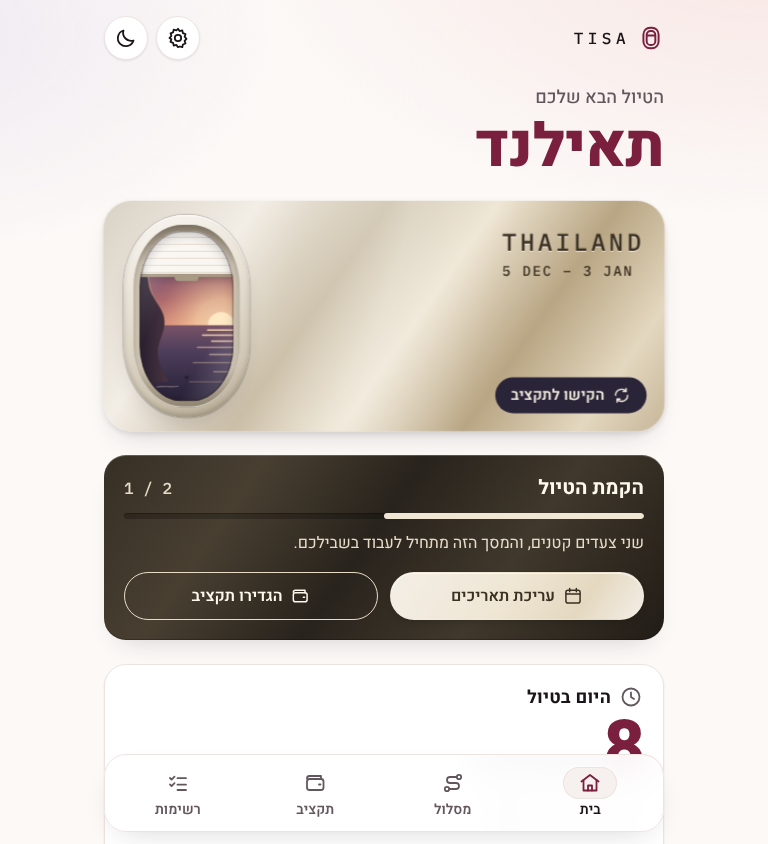 TISA
הטיול הבא שלכם
תאילנד
THAILAND
5 DEC – 3 JAN
הקישו לתקציב
הקמת הטיול
1 / 2
שני צעדים קטנים, והמסך הזה מתחיל לעבוד בשבילכם.
עריכת תאריכים
הגדירו תקציב
היום בטיול
8
בית
מסלול
תקציב
רשימות